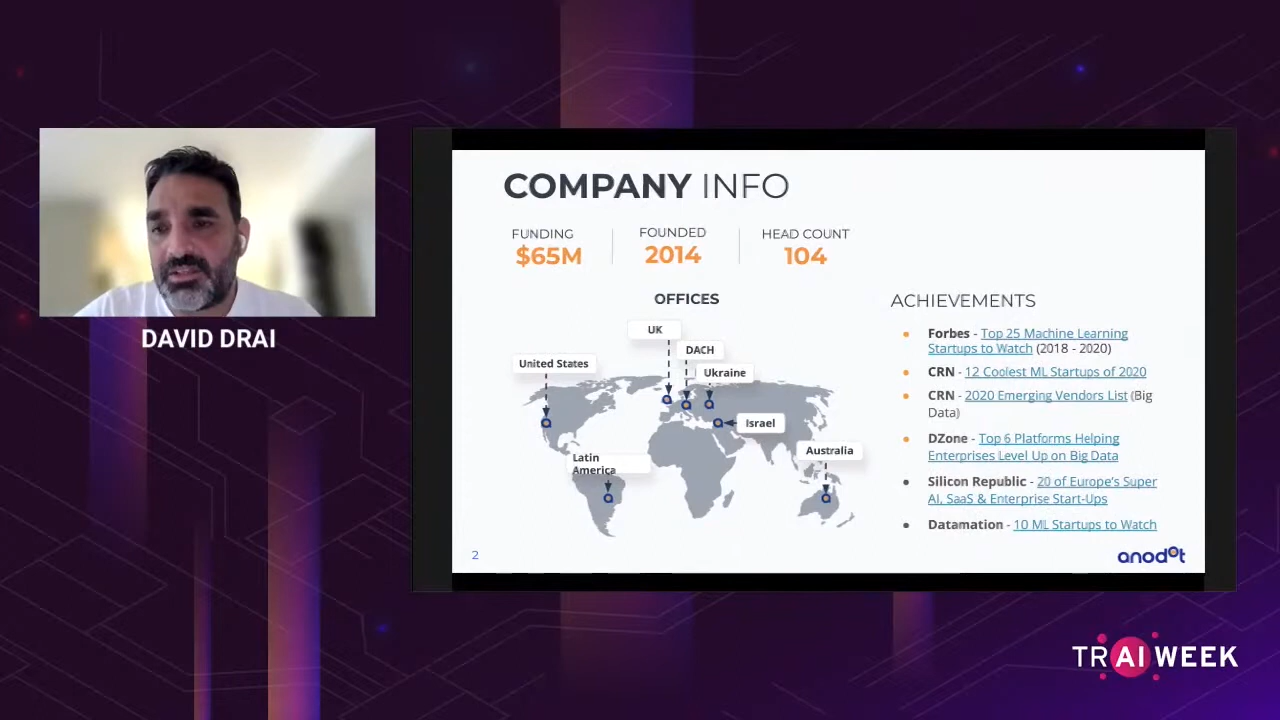 DAVID DRAI
COMPANY INFO
FUNDING
$65M
FOUNDED
2014
HEAD COUNT
104
OFFICES
UK
DACH
United States
Ukraine
Israel
Latin
America
Australia
ACHIEVEMENTS
Forbes - Top 25 Machine Learning
Startups to Watch (2018 - 2020)
CRN - 12 Coolest ML Startups of 2020
CRN - 2020 Emerging Vendors List (Big
Data)
DZone - Top 6 Platforms Helping
Enterprises Level Up on Big Data
Silicon Republic - 20 of Europe's Super
AI, SaaS & Enterprise Start-Ups
Datamation - 10 ML Startups to Watch
2
anodot
TRAI WEEK